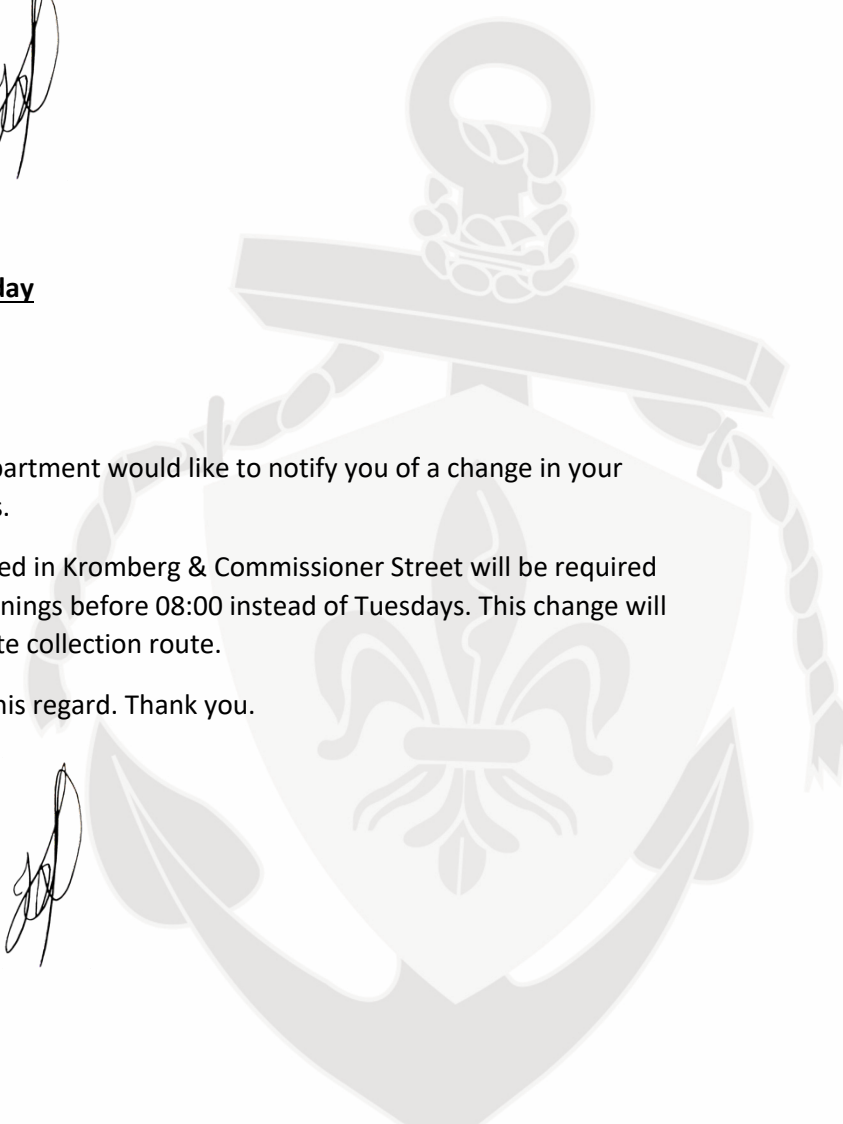 day
partment would like to notify you of a change in your
s.
ed in Kromberg & Commissioner Street will be required
nings before 08:00 instead of Tuesdays. This change will
te collection route.
his regard. Thank you.